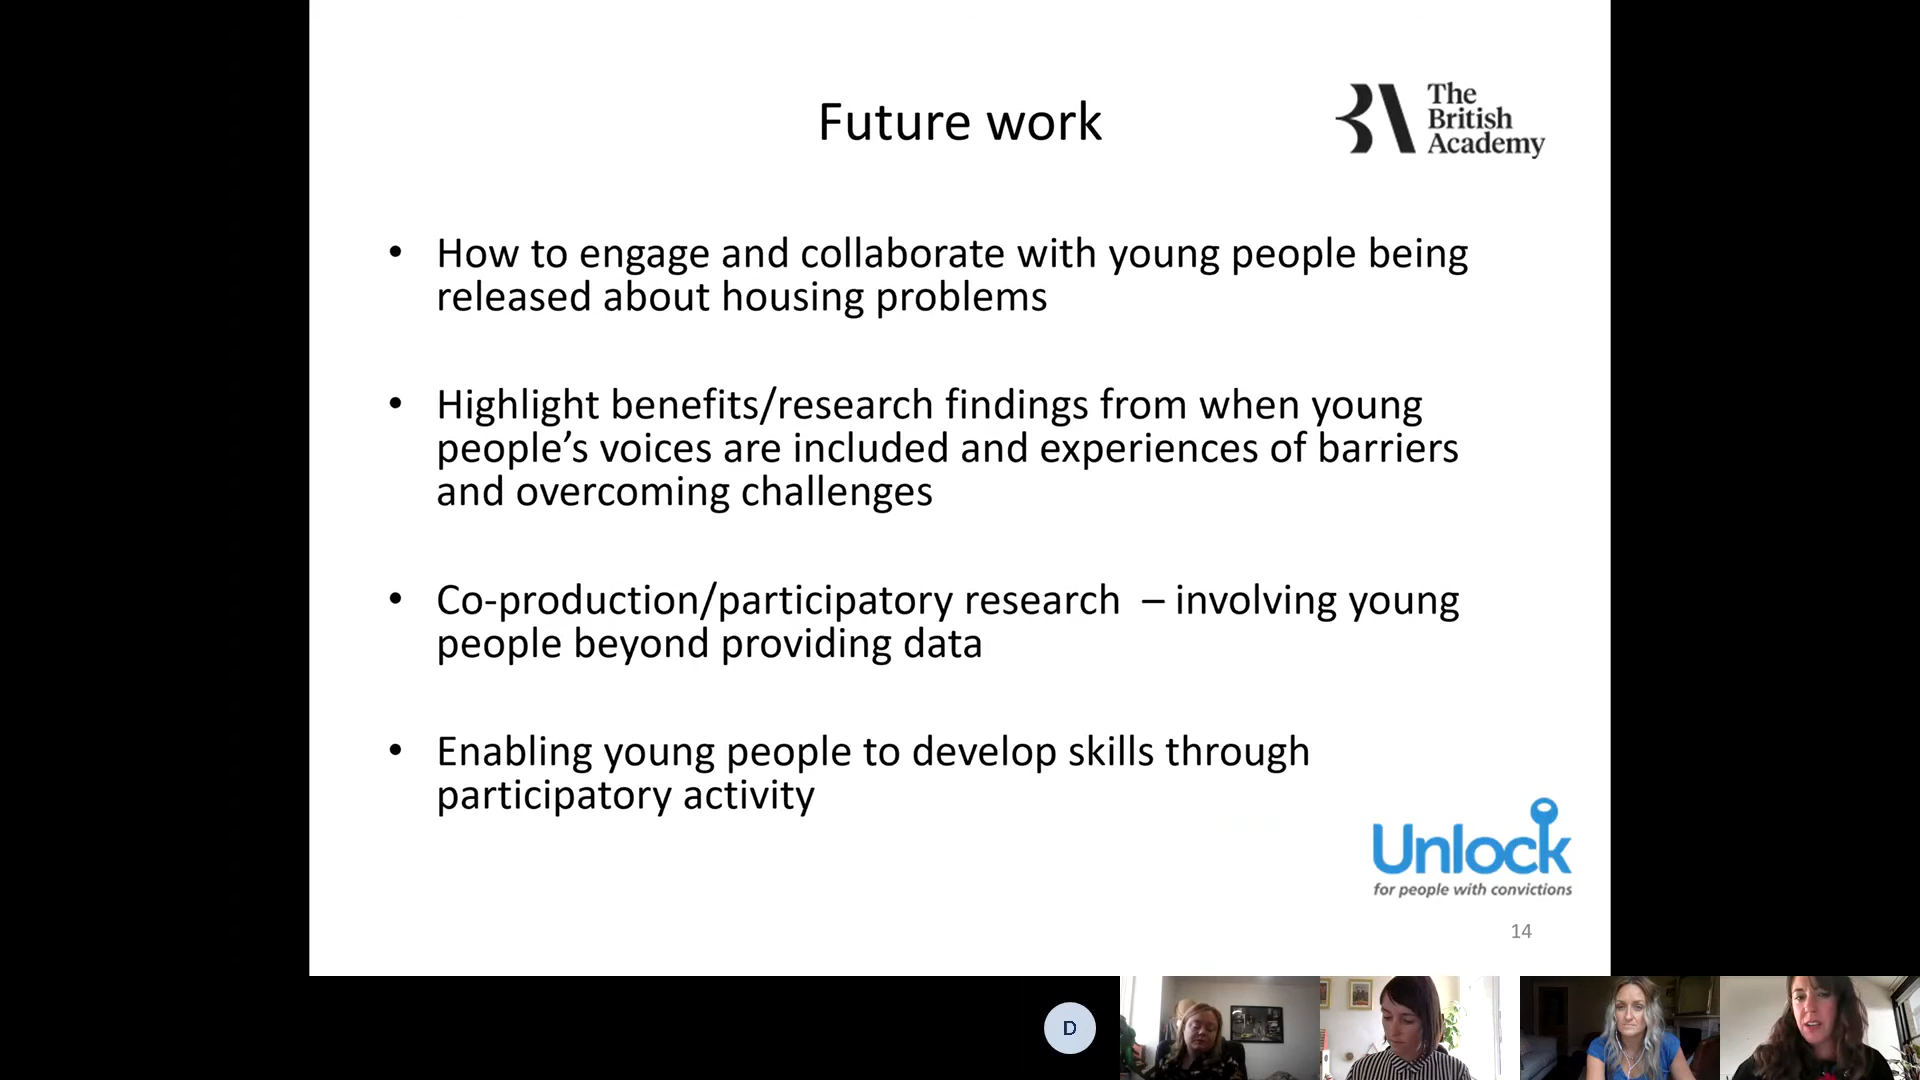 Future work
The
British
Academy
• How to engage and collaborate with young people being
released about housing problems
• Highlight benefits/research findings from when young
people’s voices are included and experiences of barriers
and overcoming challenges
• Co-production/participatory research – involving young
people beyond providing data
• Enabling young people to develop skills through
participatory activity
Unlock
for people with convictions
14
D